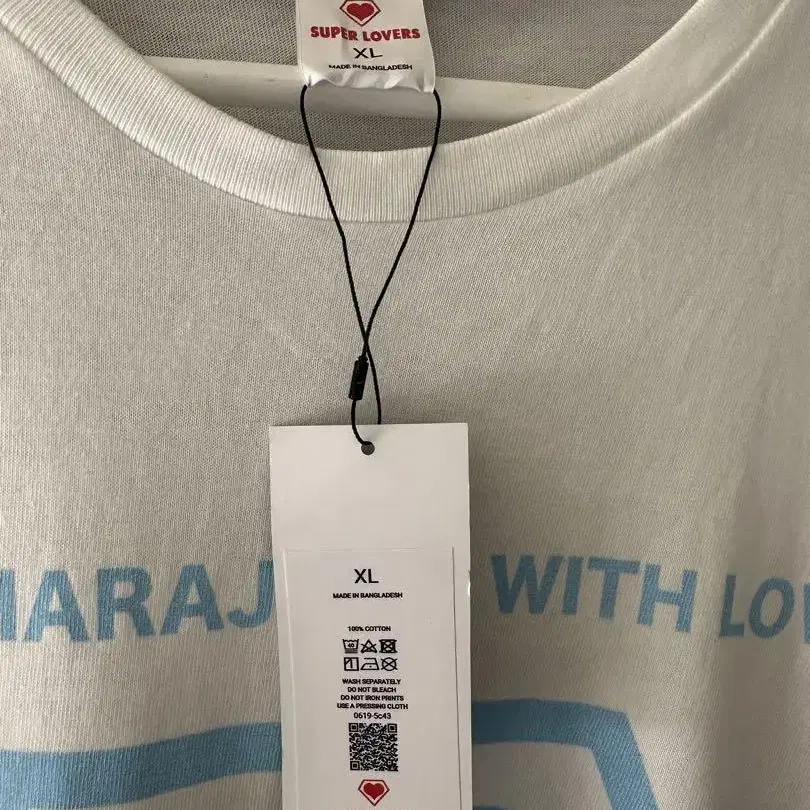 SUPER LOVERS
XL
MADE IN BANGLADESH
XL
MADE IN BANGLADESH
100% COTTON
40
WASH SEPARATELY
DO NOT BLEACH
DO NOT IRON PRINTS
USE A PRESSING CLOTH
0619-5c43
WITH